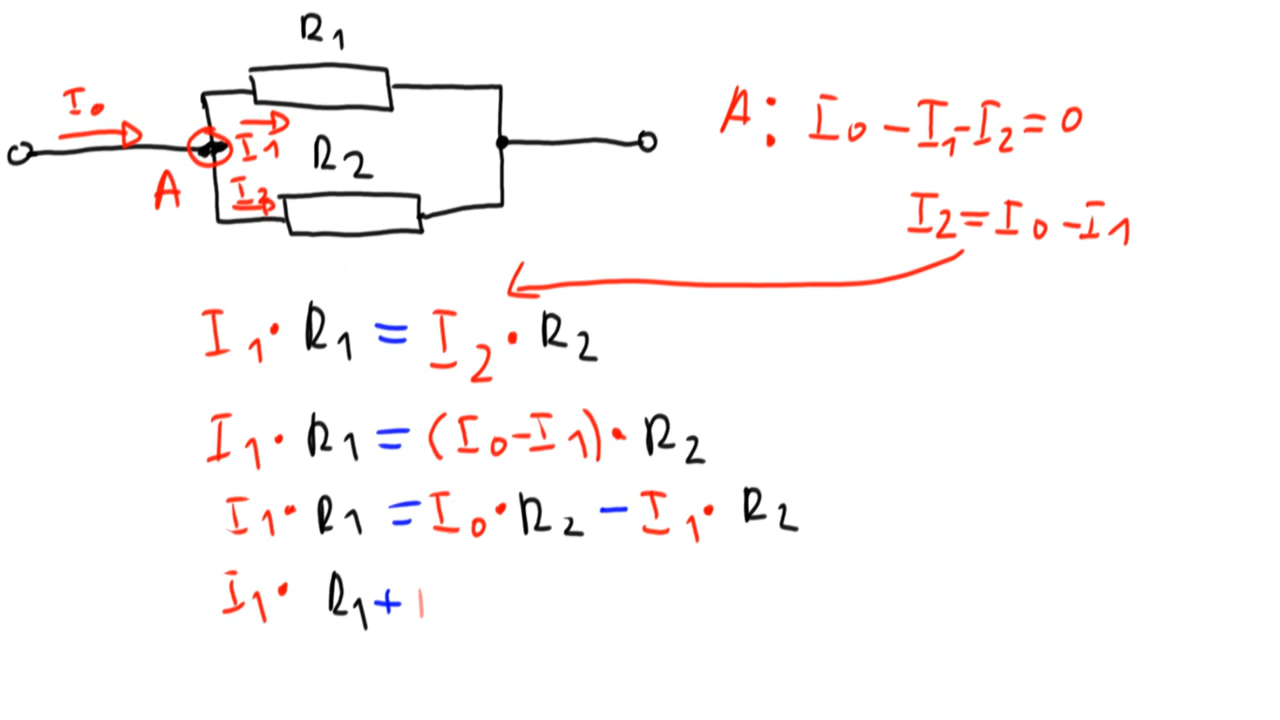 R1
I0
I1
R2
I2
A
A: I0 - I1 - I2 = 0
I2 = I0 - I1
I1 · R1 = I2 · R2
I1 · R1 = (I0 - I1) · R2
I1 · R1 = I0 · R2 - I1 · R2
I1 · R1 +